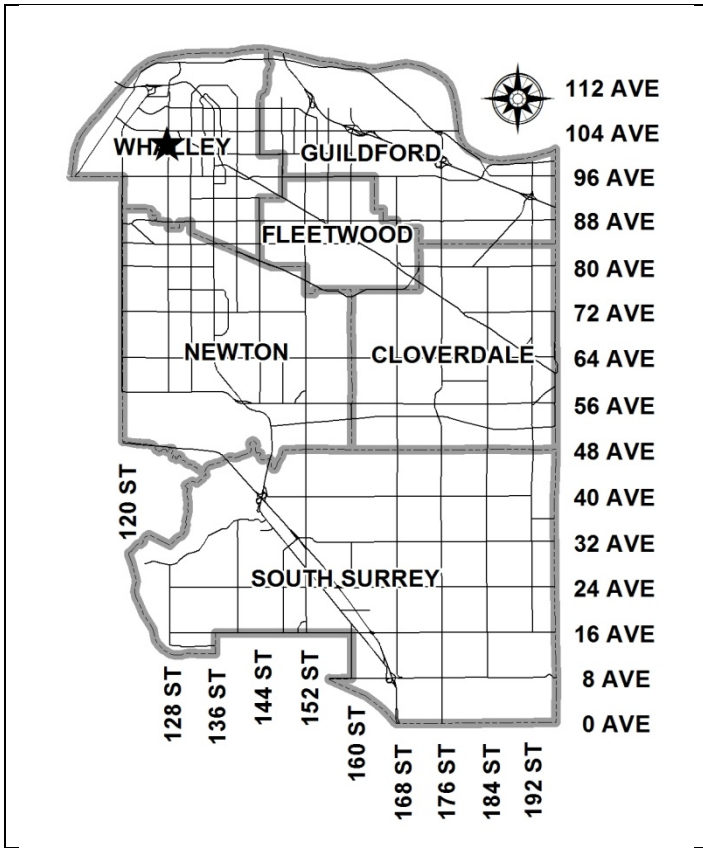 112 AVE
104 AVE
WHALLEY
GUILDFORD
96 AVE
88 AVE
FLEETWOOD
80 AVE
72 AVE
NEWTON
CLOVERDALE
64 AVE
56 AVE
48 AVE
120 ST
40 AVE
32 AVE
SOUTH SURREY
24 AVE
16 AVE
8 AVE
0 AVE
128 ST
136 ST
144 ST
152 ST
160 ST
168 ST
176 ST
184 ST
192 ST